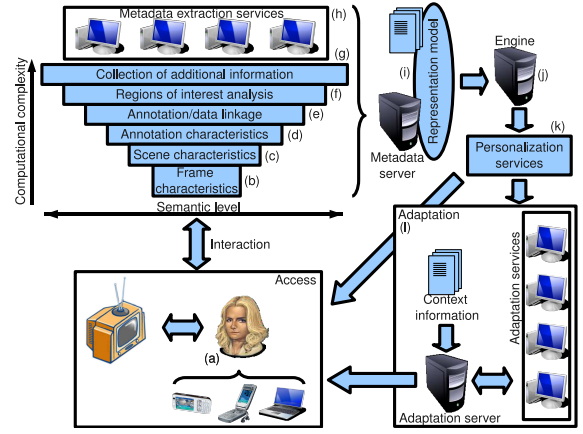 Metadata extraction services
(h)
(g)
Collection of additional information
Regions of interest analysis
(f)
Annotation/data linkage
(e)
Annotation characteristics
(d)
Scene characteristics
(c)
Frame
characteristics
(b)
Computational complexity
Semantic level
(i)
Representation model
Metadata
server
Engine
(j)
(k)
Personalization
services
Interaction
Access
(a)
Adaptation
(l)
Context
information
Adaptation services
Adaptation server